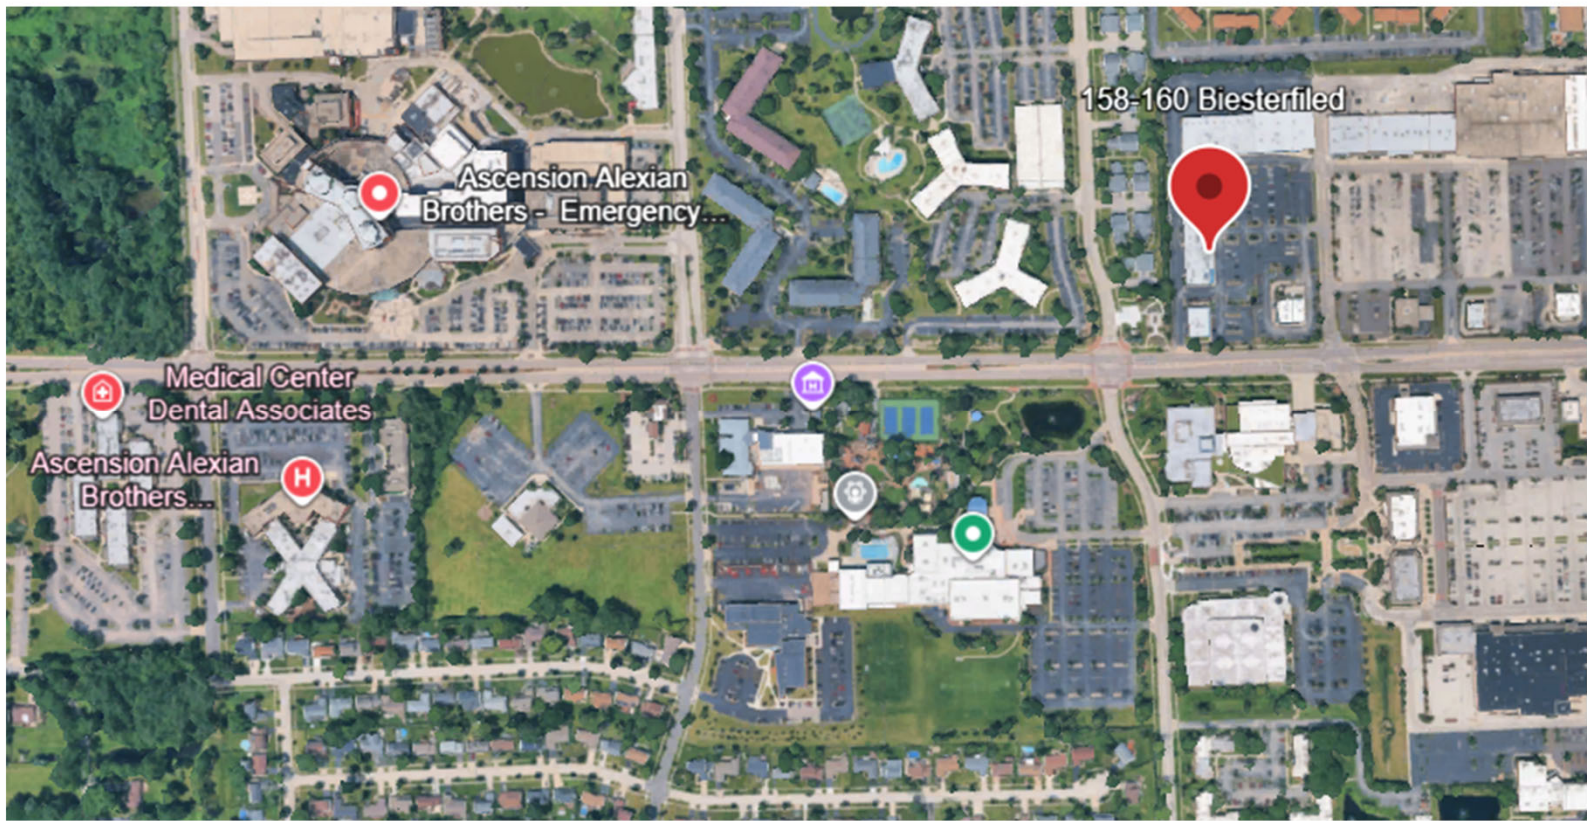 158-160 Biesterfiled
Ascension Alexian
Brothers - Emergency...
Medical Center
Dental Associates
Ascension Alexian
Brothers...
H